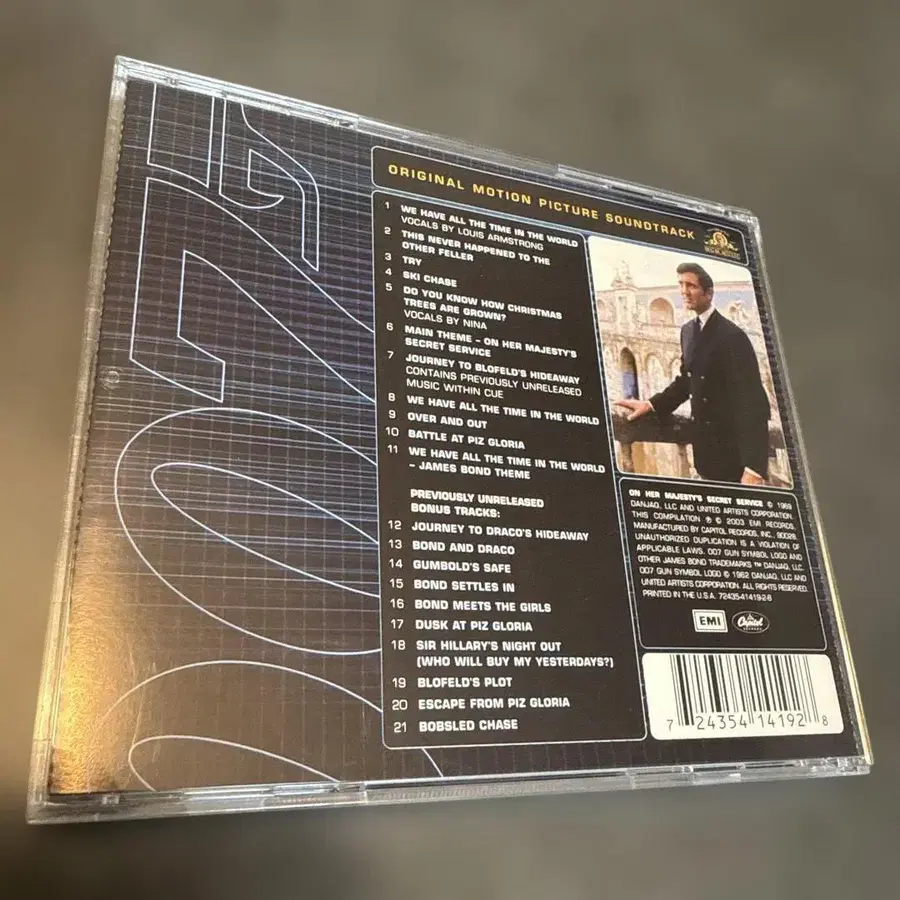 007
ORIGINAL MOTION PICTURE SOUNDTRACK
1 WE HAVE ALL THE TIME IN THE WORLD
VOCALS BY LOUIS ARMSTRONG
2 THIS NEVER HAPPENED TO THE
OTHER FELLER
3 TRY
4 SKI CHASE
5 DO YOU KNOW HOW CHRISTMAS
TREES ARE GROWN?
VOCALS BY NINA
6 MAIN THEME – ON HER MAJESTY'S
SECRET SERVICE
7 JOURNEY TO BLOFELD'S HIDEAWAY
CONTAINS PREVIOUSLY UNRELEASED
MUSIC WITHIN CUE
8 WE HAVE ALL THE TIME IN THE WORLD
9 OVER AND OUT
10 BATTLE AT PIZ GLORIA
11 WE HAVE ALL THE TIME IN THE WORLD
– JAMES BOND THEME
PREVIOUSLY UNRELEASED
BONUS TRACKS:
12 JOURNEY TO DRACO'S HIDEAWAY
13 BOND AND DRACO
14 GUMBOLD'S SAFE
15 BOND SETTLES IN
16 BOND MEETS THE GIRLS
17 DUSK AT PIZ GLORIA
18 SIR HILLARY'S NIGHT OUT
(WHO WILL BUY MY YESTERDAYS?)
19 BLOFELD'S PLOT
20 ESCAPE FROM PIZ GLORIA
21 BOBSLED CHASE
ON HER MAJESTY'S SECRET SERVICE © 1969
DANJAQ, LLC AND UNITED ARTISTS CORPORATION.
THIS COMPILATION ℗ © 2003 EMI RECORDS,
MANUFACTURED BY CAPITOL RECORDS, INC., 90028.
UNAUTHORIZED DUPLICATION IS A VIOLATION OF
APPLICABLE LAWS. 007 GUN SYMBOL LOGO AND
OTHER JAMES BOND TRADEMARKS ™ DANJAQ, LLC.
007 GUN SYMBOL LOGO © 1962 DANJAQ, LLC AND
UNITED ARTISTS CORPORATION. ALL RIGHTS RESERVED.
PRINTED IN THE U.S.A. 72435-41419-2-8
EMI
Capitol
7 24354 14192 8